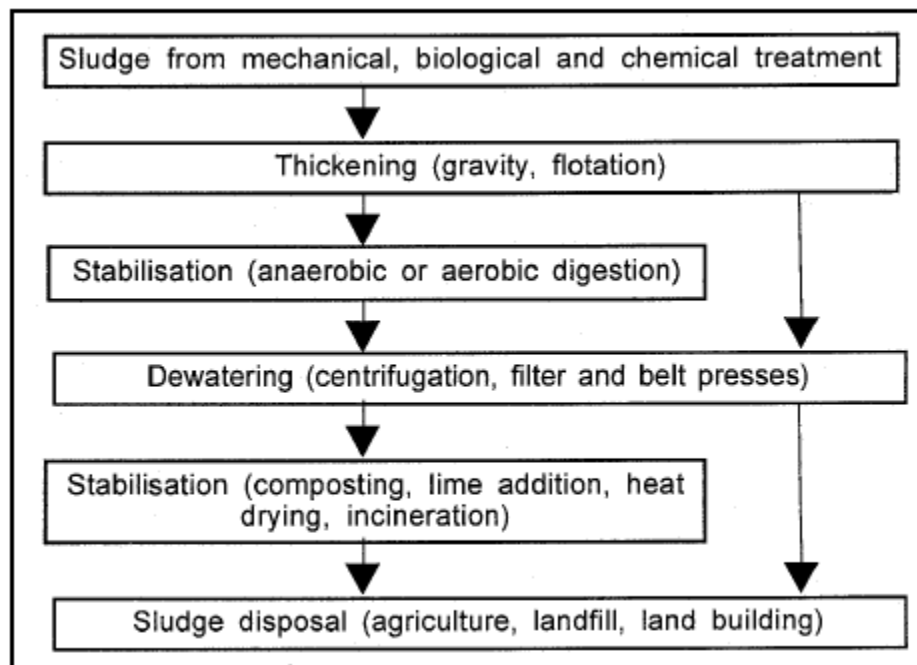 Sludge from mechanical, biological and chemical treatment
Thickening (gravity, flotation)
Stabilisation (anaerobic or aerobic digestion)
Dewatering (centrifugation, filter and belt presses)
Stabilisation (composting, lime addition, heat
drying, incineration)
Sludge disposal (agriculture, landfill, land building)